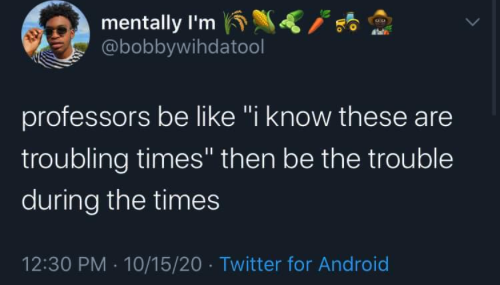 mentally I'm 🌾🌽🥬🥕🚜👩🏿‍🌾
@bobbywihdatool
professors be like "i know these are
troubling times" then be the trouble
during the times
12:30 PM · 10/15/20 · Twitter for Android